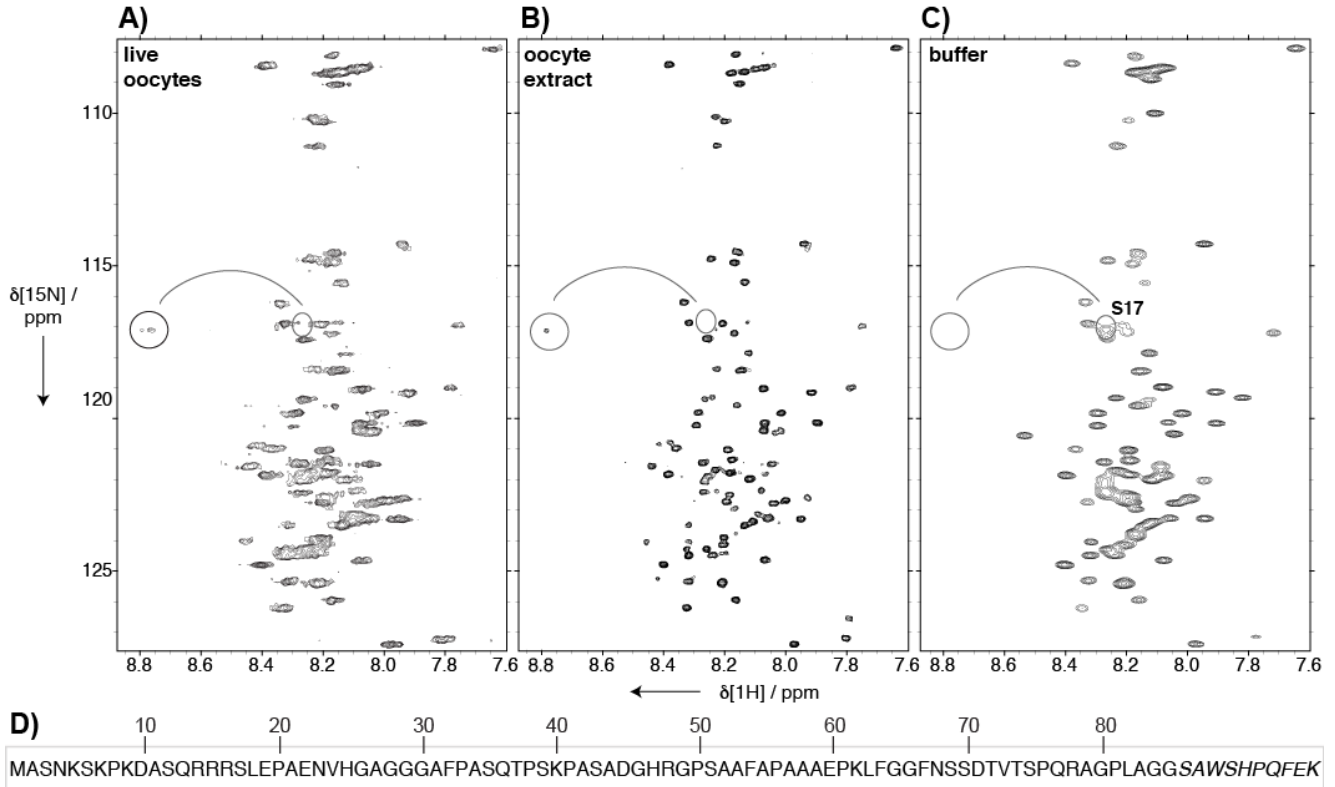 A)
B)
C)
live
oocytes
oocyte
extract
buffer
110
115
120
125
δ[15N] /
ppm
S17
8.8 8.6 8.4 8.2 8.0 7.8 7.6
8.8 8.6 8.4 8.2 8.0 7.8 7.6
8.8 8.6 8.4 8.2 8.0 7.8 7.6
δ[1H] / ppm
D)
10 20 30 40 50 60 70 80
MASNKSKPKDASQRRRSLEPAENVHGAGGGAFPASQTPSKPASADGHRGPSAAFAPAAAEPKLFGGFNSSDTVTSPQRAGPLAGGSAWSHPQFEK